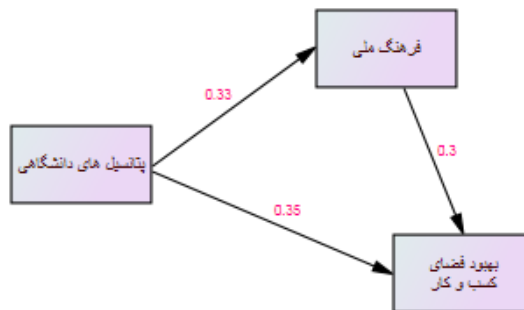 فرهنگ ملی
0.33
پتانسیل های دانشگاهی
0.3
0.35
بهبود فضای
کسب و کار